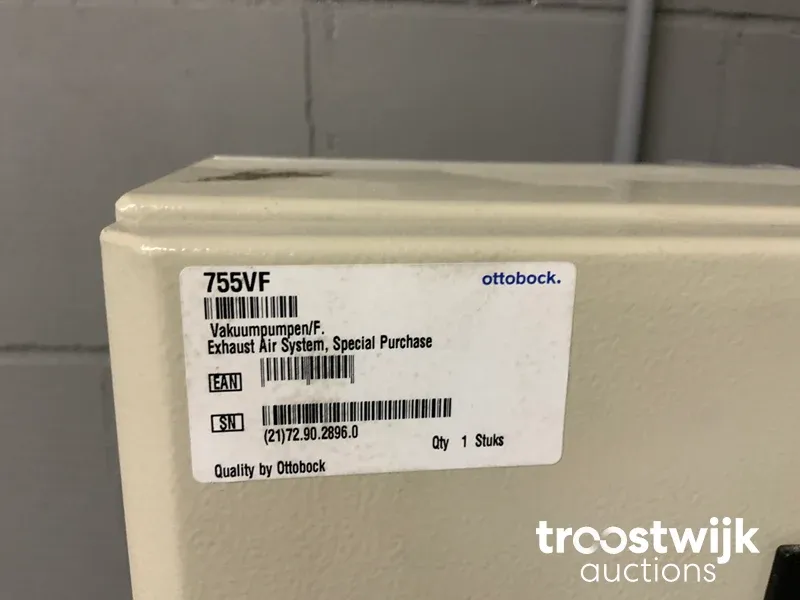 755VF
ottobock.
Vakuumpumpen/F.
Exhaust Air System, Special Purchase
EAN
SN
(21)72.90.2896.0
Qty 1 Stuks
Quality by Ottobock
troostwijk
auctions